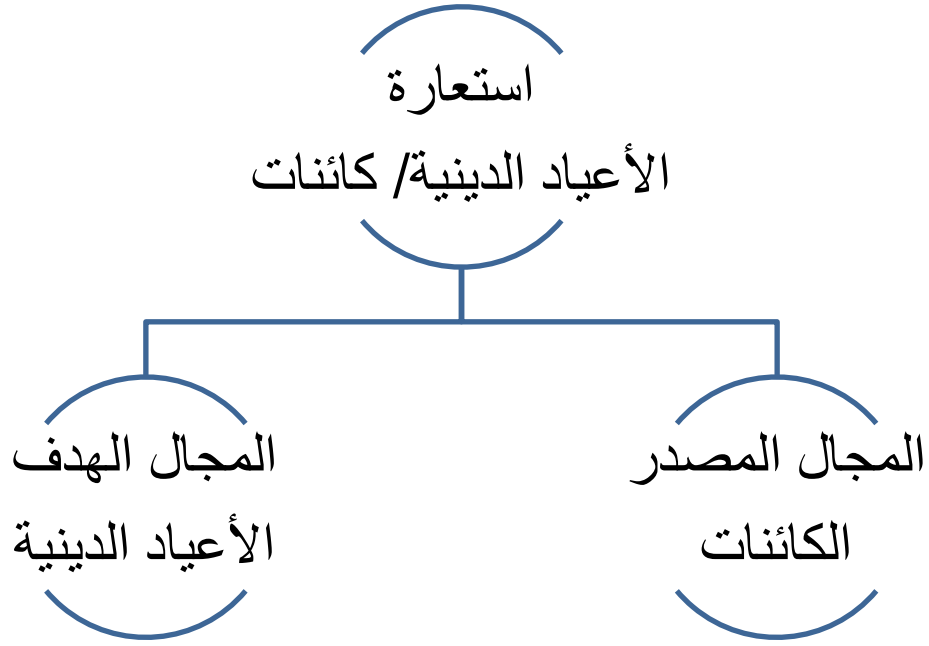 استعارة
الأعياد الدينية/ كائنات
المجال المصدر
الكائنات
المجال الهدف
الأعياد الدينية